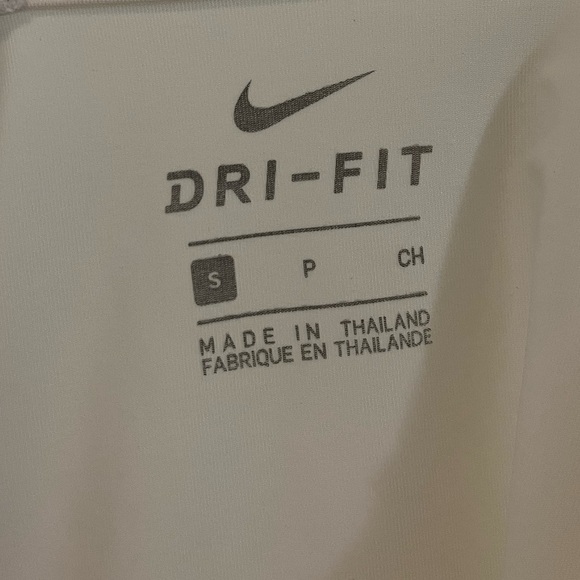 DRI-FIT
S P CH
MADE IN THAILAND
FABRIQUE EN THAILANDE